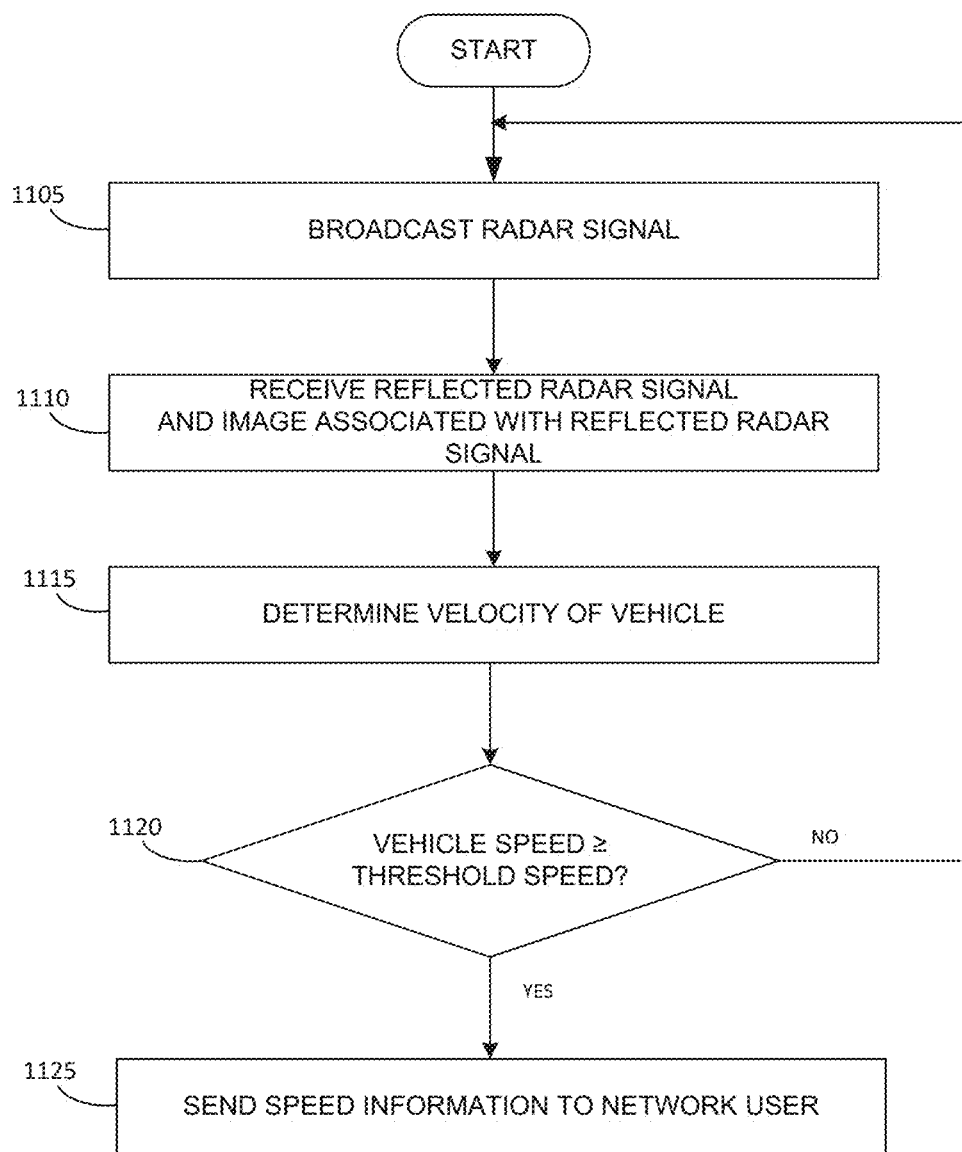 START
1105
BROADCAST RADAR SIGNAL
1110
RECEIVE REFLECTED RADAR SIGNAL
AND IMAGE ASSOCIATED WITH REFLECTED RADAR
SIGNAL
1115
DETERMINE VELOCITY OF VEHICLE
1120
VEHICLE SPEED ≥
THRESHOLD SPEED?
NO
YES
1125
SEND SPEED INFORMATION TO NETWORK USER